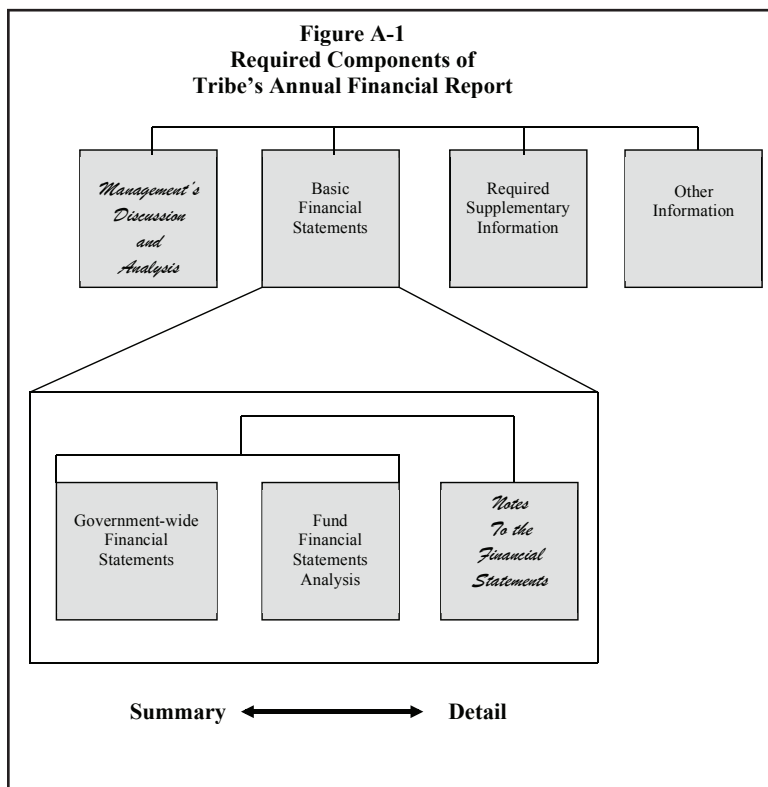 Figure A-1
Required Components of
Tribe's Annual Financial Report
Management's
Discussion
and
Analysis
Basic
Financial
Statements
Required
Supplementary
Information
Other
Information
Government-wide
Financial
Statements
Fund
Financial
Statements
Analysis
Notes
To the
Financial
Statements
Summary
Detail